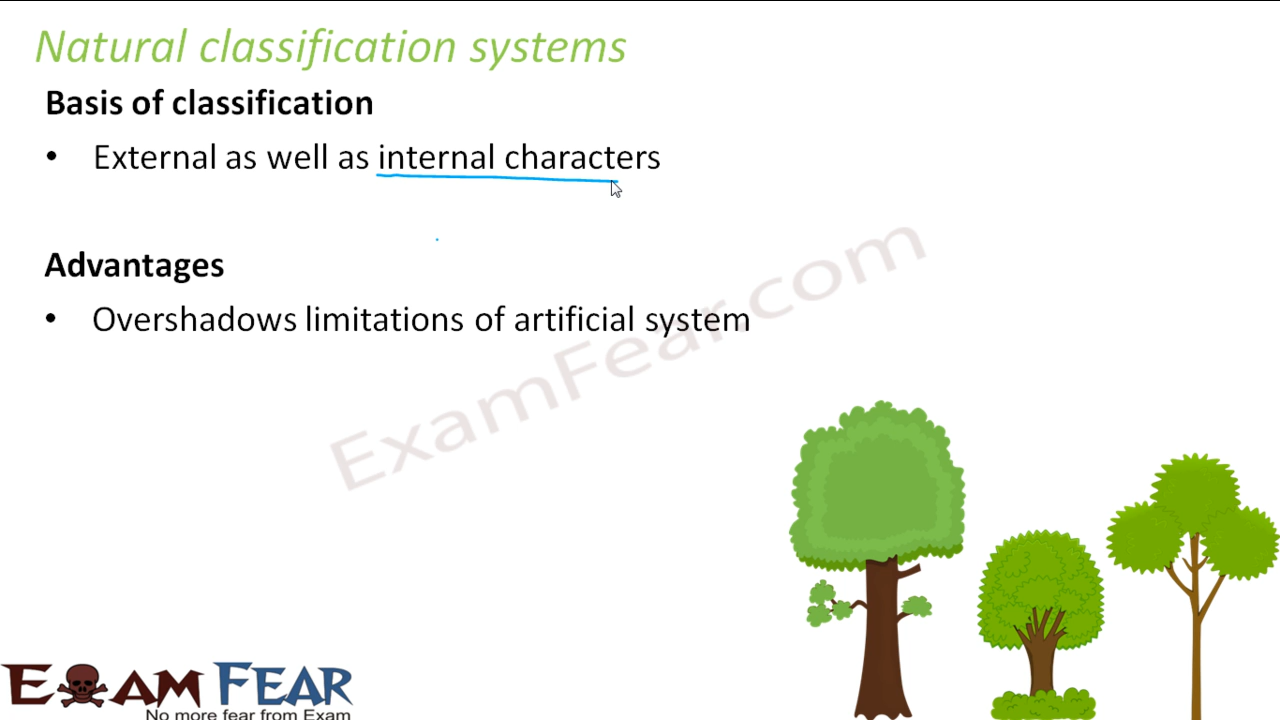 Natural classification systems
Basis of classification
• External as well as internal characters
Advantages
• Overshadows limitations of artificial system
ExamFear.com
EXAM FEAR
No more fear from Exam